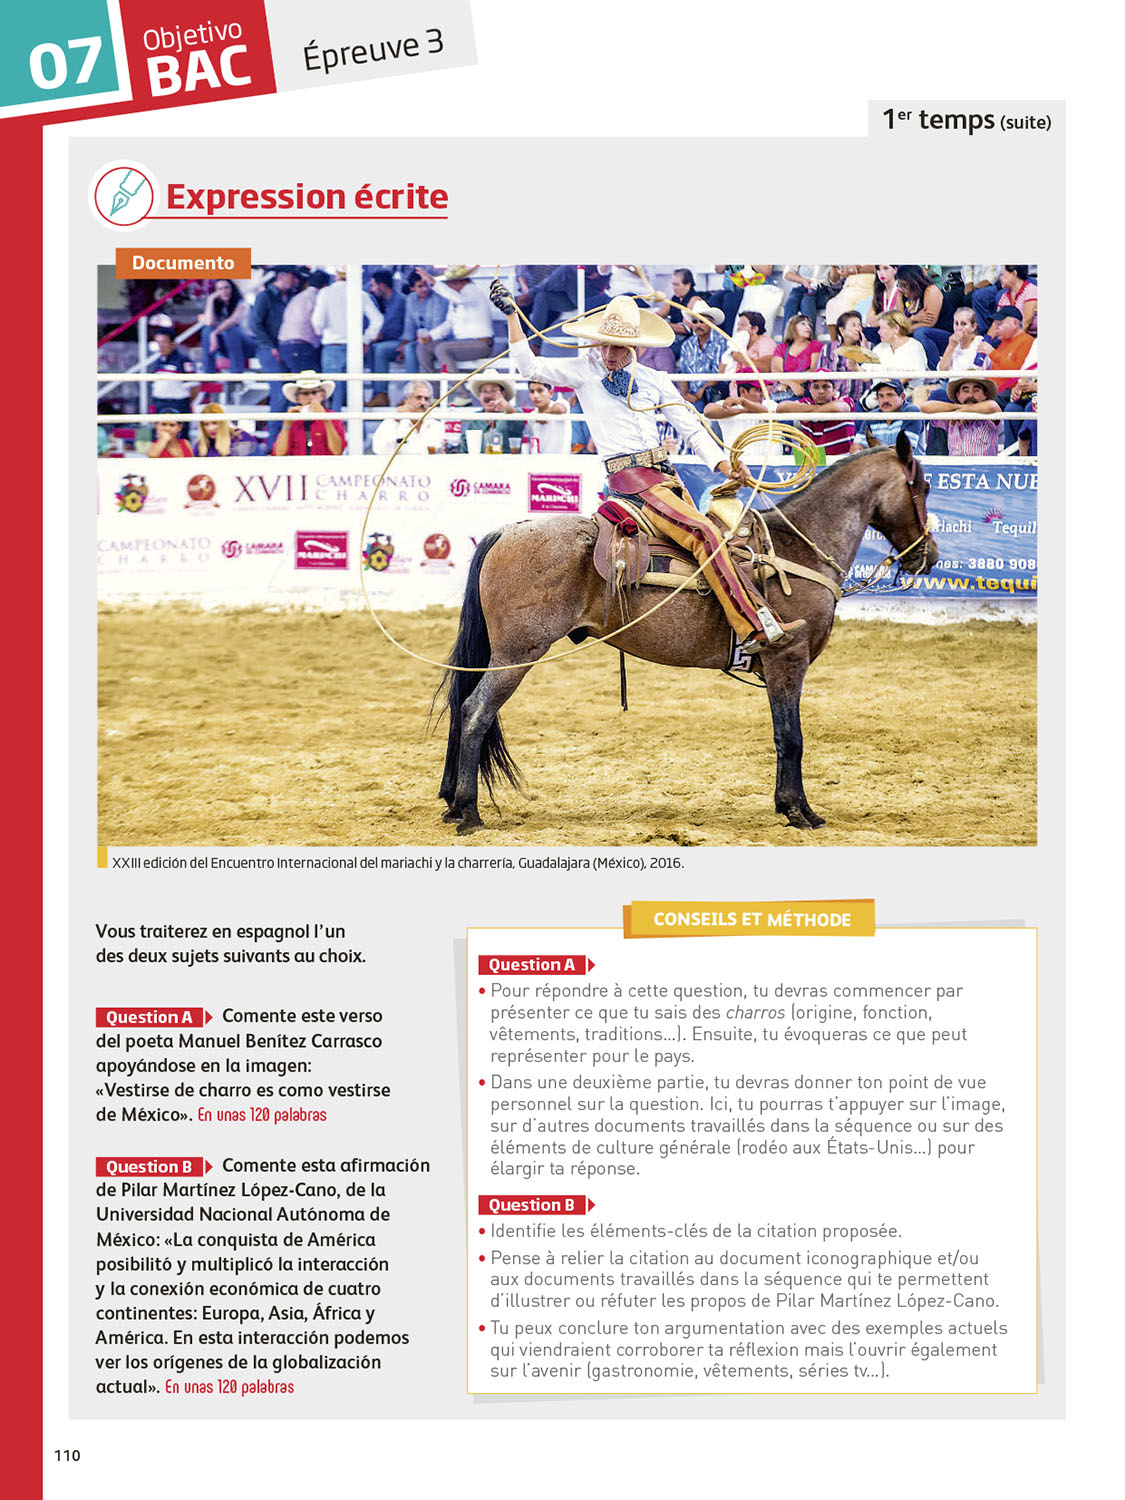 07
Objetivo
BAC
Épreuve 3
1er temps (suite)
Expression écrite
Documento
XVII CAMPEONATO
CHARRO
CAMARA
DE COMERCIO
MARIACHI
E ESTA NUE
CAMPEONATO
CHARRO
CAMARA
MARIACHI
riachi Tequil
nes: 3880 908
www.tequi
XXIII edición del Encuentro Internacional del mariachi y la charrería, Guadalajara (México), 2016.
Vous traiterez en espagnol l'un
des deux sujets suivants au choix.
Question A Comente este verso
del poeta Manuel Benítez Carrasco
apoyándose en la imagen:
«Vestirse de charro es como vestirse
de México». En unas 120 palabras
Question B Comente esta afirmación
de Pilar Martínez López-Cano, de la
Universidad Nacional Autónoma de
México: «La conquista de América
posibilitó y multiplicó la interacción
y la conexión económica de cuatro
continentes: Europa, Asia, África y
América. En esta interacción podemos
ver los orígenes de la globalización
actual». En unas 120 palabras
CONSEILS ET MÉTHODE
Question A
• Pour répondre à cette question, tu devras commencer par
présenter ce que tu sais des charros (origine, fonction,
vêtements, traditions...). Ensuite, tu évoqueras ce que peut
représenter pour le pays.
• Dans une deuxième partie, tu devras donner ton point de vue
personnel sur la question. Ici, tu pourras t'appuyer sur l'image,
sur d'autres documents travaillés dans la séquence ou sur des
éléments de culture générale (rodéo aux États-Unis...) pour
élargir ta réponse.
Question B
• Identifie les éléments-clés de la citation proposée.
• Pense à relier la citation au document iconographique et/ou
aux documents travaillés dans la séquence qui te permettent
d'illustrer ou réfuter les propos de Pilar Martínez López-Cano.
• Tu peux conclure ton argumentation avec des exemples actuels
qui viendraient corroborer ta réflexion mais l'ouvrir également
sur l'avenir (gastronomie, vêtements, séries tv...).
110